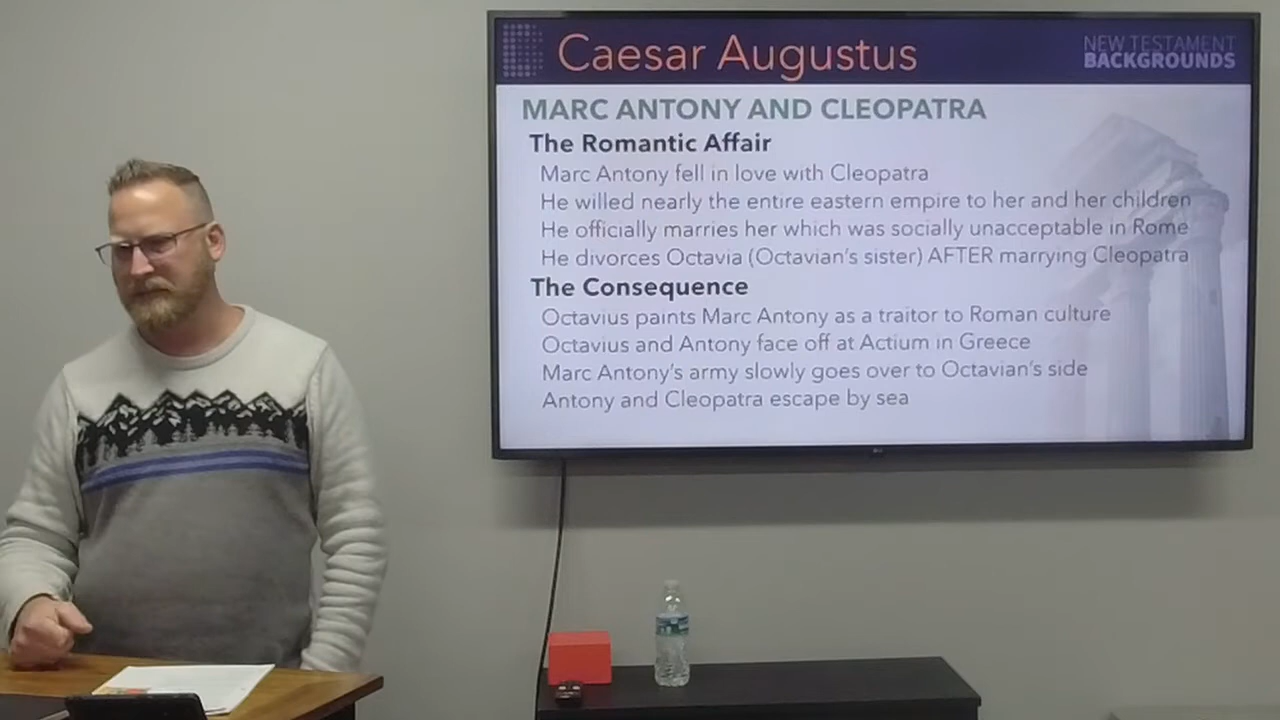 Caesar Augustus
NEW TESTAMENT
BACKGROUNDS
MARC ANTONY AND CLEOPATRA
The Romantic Affair
Marc Antony fell in love with Cleopatra
He willed nearly the entire eastern empire to her and her children
He officially marries her which was socially unacceptable in Rome
He divorces Octavia (Octavian's sister) AFTER marrying Cleopatra
The Consequence
Octavius paints Marc Antony as a traitor to Roman culture
Octavius and Antony face off at Actium in Greece
Marc Antony's army slowly goes over to Octavian's side
Antony and Cleopatra escape by sea